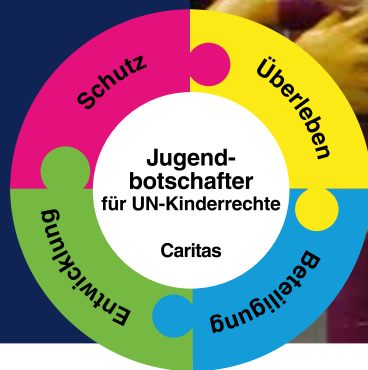 Schutz
Überleben
Jugend-
botschafter
für UN-Kinderrechte
Caritas
Entwicklung
Beteiligung